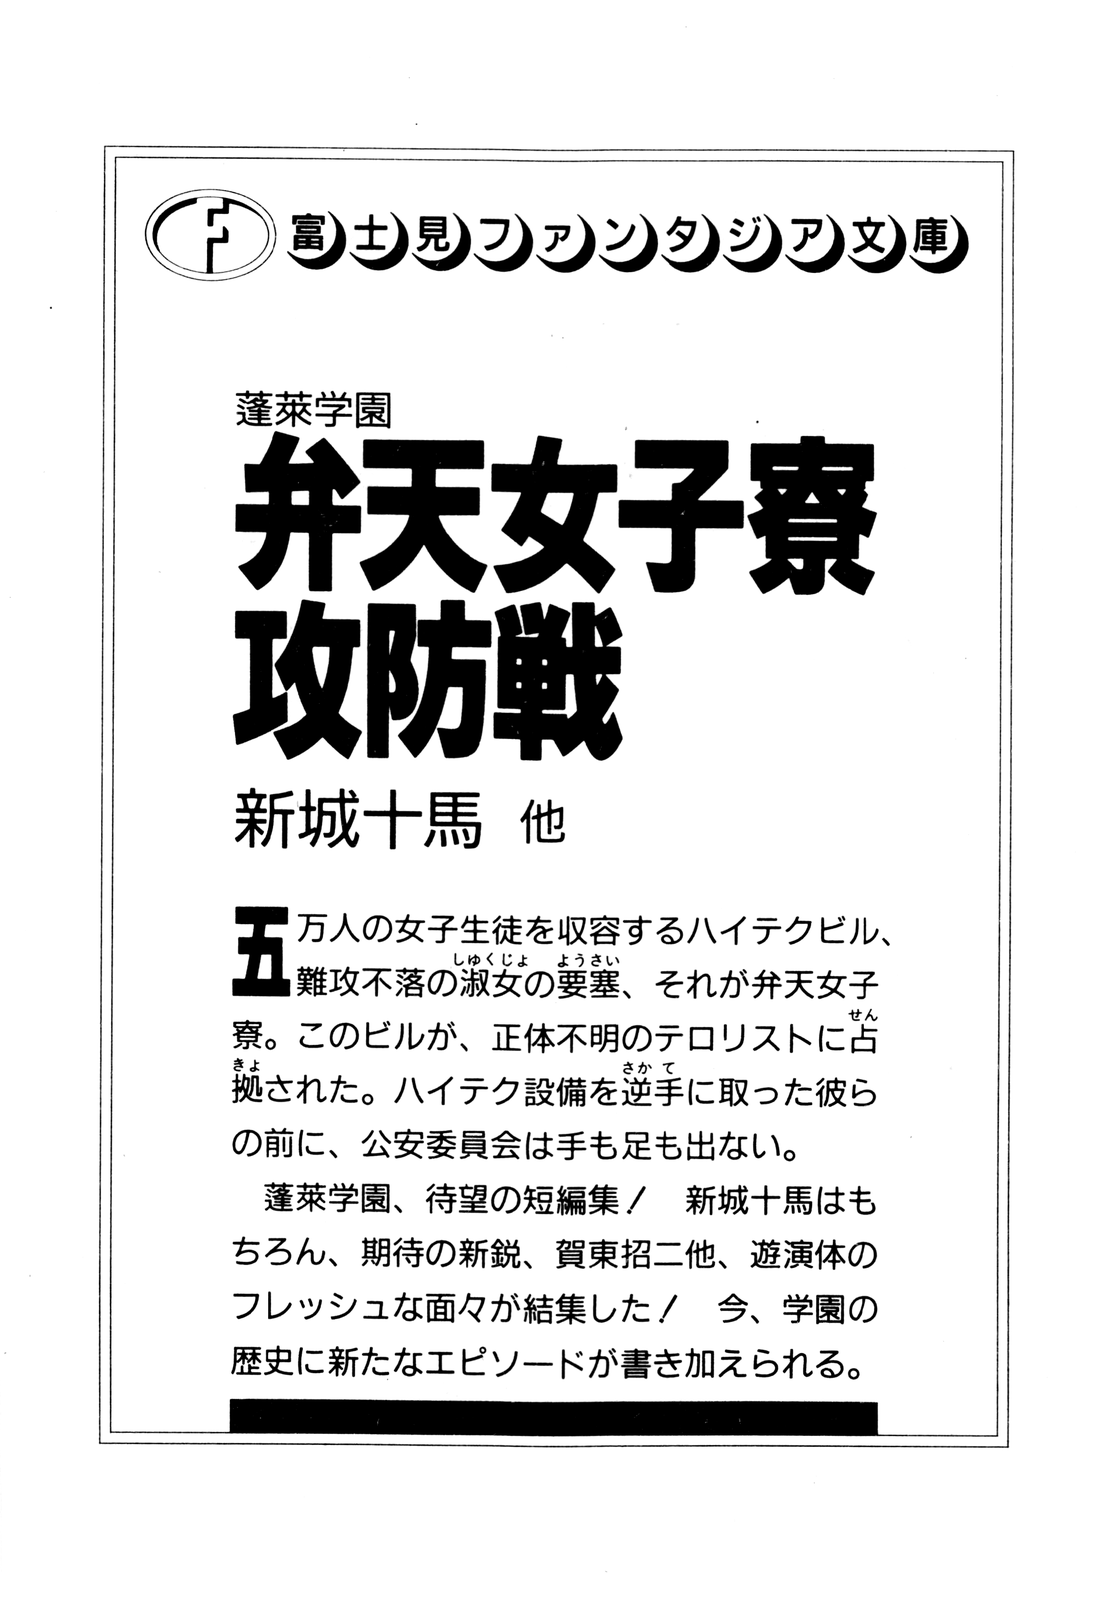 富士見ファンタジア文庫
蓬萊学園
弁天女子寮
攻防戦
新城十馬 他
五万人の女子生徒を収容するハイテクビル、
しゅくじょ ようさい
難攻不落の淑女の要塞、それが弁天女子
せん
寮。このビルが、正体不明のテロリストに占
きょ さかて
拠された。ハイテク設備を逆手に取った彼ら
の前に、公安委員会は手も足も出ない。
蓬萊学園、待望の短編集！ 新城十馬はも
ちろん、期待の新鋭、賀東招二他、遊演体の
フレッシュな面々が結集した！ 今、学園の
歴史に新たなエピソードが書き加えられる。